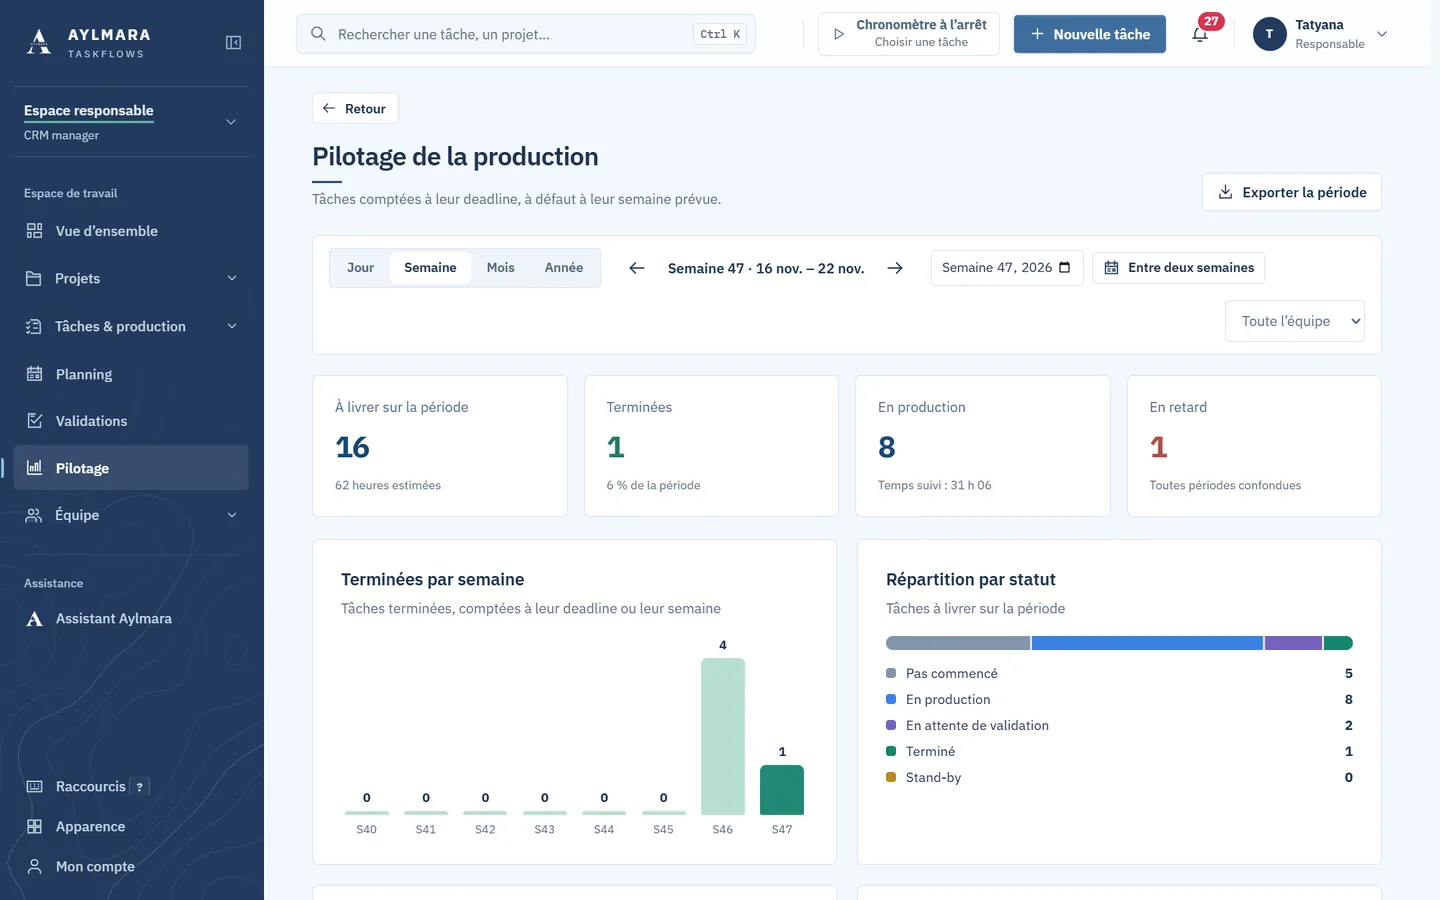 AYLMARA
TASKFLOWS
Espace responsable
CRM manager
Espace de travail
Vue d’ensemble
Projets
Tâches & production
Planning
Validations
Pilotage
Équipe
Assistance
Assistant Aylmara
Raccourcis ?
Apparence
Mon compte
Rechercher une tâche, un projet…
Ctrl K
Chronomètre à l’arrêt
Choisir une tâche
Nouvelle tâche
27
T
Tatyana
Responsable
Retour
Pilotage de la production
Tâches comptées à leur deadline, à défaut à leur semaine prévue.
Exporter la période
Jour Semaine Mois Année
Semaine 47 · 16 nov. – 22 nov.
Semaine 47, 2026
Entre deux semaines
Toute l’équipe
À livrer sur la période
16
62 heures estimées
Terminées
1
6 % de la période
En production
8
Temps suivi : 31 h 06
En retard
1
Toutes périodes confondues
Terminées par semaine
Tâches terminées, comptées à leur deadline ou leur semaine
0 0 0 0 0 0 4 1
S40 S41 S42 S43 S44 S45 S46 S47
Répartition par statut
Tâches à livrer sur la période
Pas commencé 5
En production 8
En attente de validation 2
Terminé 1
Stand-by 0